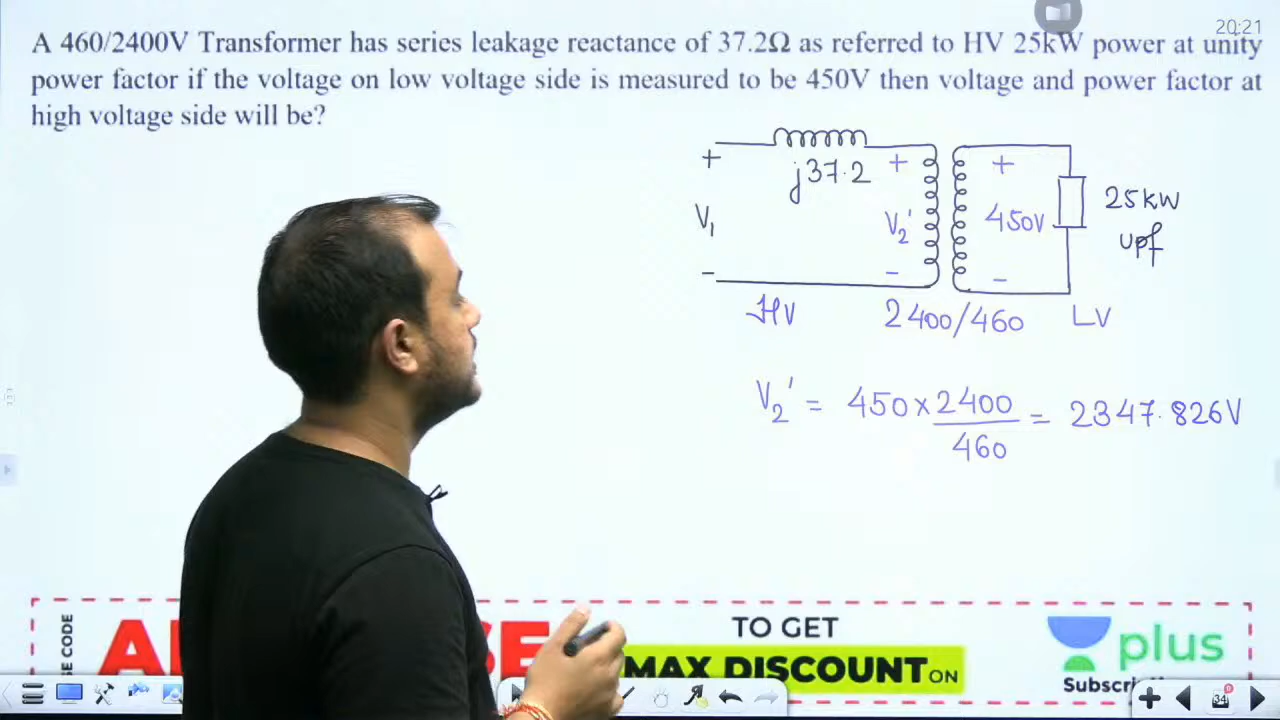 20:21
A 460/2400V Transformer has series leakage reactance of 37.2Ω as referred to HV 25kW power at unity
power factor if the voltage on low voltage side is measured to be 450V then voltage and power factor at
high voltage side will be?
+ j37.2 + +
V₁ V₂' 450V 25kW
upf
− − −
HV 2400/460 LV
V₂' = 450×2400/460 = 2347.826V
SE CODE
TO GET
MAX DISCOUNT ON
plus
34